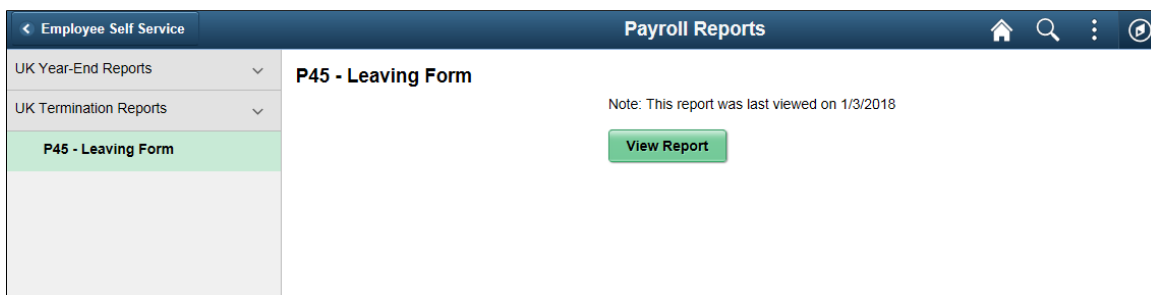 Employee Self Service
Payroll Reports
UK Year-End Reports
UK Termination Reports
P45 - Leaving Form
P45 - Leaving Form
Note: This report was last viewed on 1/3/2018
View Report